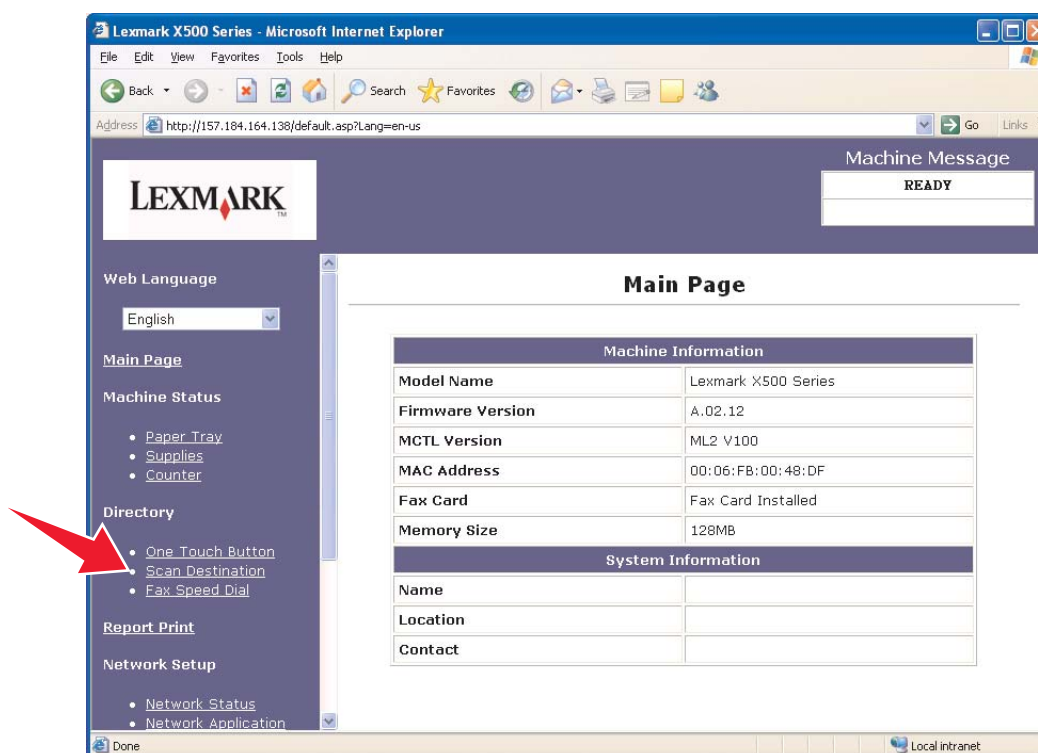 Lexmark X500 Series - Microsoft Internet Explorer
File Edit View Favorites Tools Help
Back Search Favorites
Address http://157.184.164.138/default.asp?Lang=en-us Go Links
LEXMARK TM
Machine Message
READY
Web Language
English
Main Page
Machine Status
Paper Tray
Supplies
Counter
Directory
One Touch Button
Scan Destination
Fax Speed Dial
Report Print
Network Setup
Network Status
Network Application
Main Page
Machine Information
Model Name Lexmark X500 Series
Firmware Version A.02.12
MCTL Version ML2 V100
MAC Address 00:06:FB:00:48:DF
Fax Card Fax Card Installed
Memory Size 128MB
System Information
Name
Location
Contact
Done Local intranet